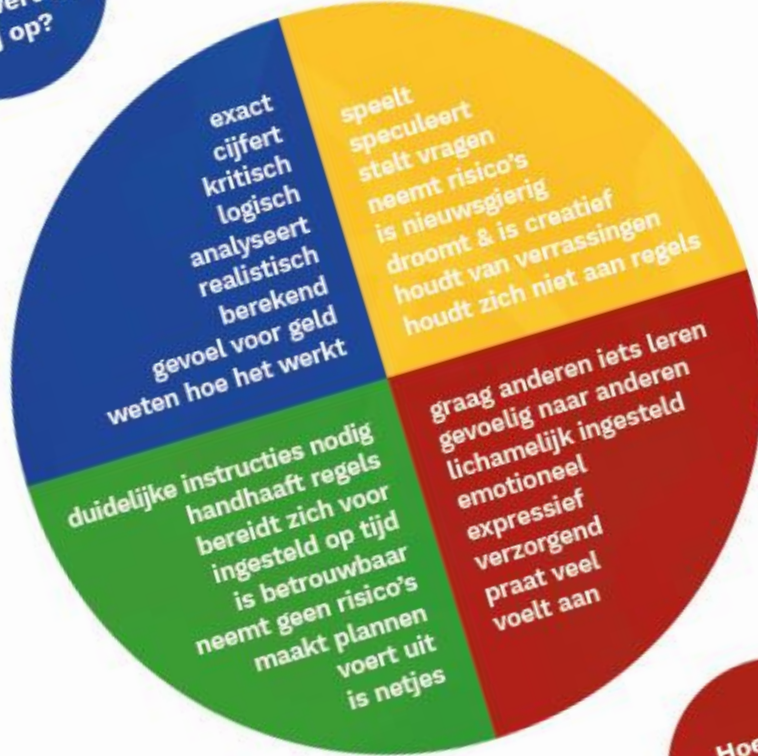 op?
exact
cijfert
kritisch
logisch
analyseert
realistisch
berekend
gevoel voor geld
weten hoe het werkt
speelt
speculeert
stelt vragen
neemt risico's
is nieuwsgierig
droomt & is creatief
houdt van verrassingen
houdt zich niet aan regels
duidelijke instructies nodig
handhaaft regels
bereidt zich voor
ingesteld op tijd
is betrouwbaar
neemt geen risico's
maakt plannen
voert uit
is netjes
graag anderen iets leren
gevoelig naar anderen
lichamelijk ingesteld
emotioneel
expressief
verzorgend
praat veel
voelt aan
Hoe